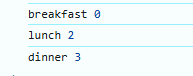 breakfast 0
lunch 2
dinner 3